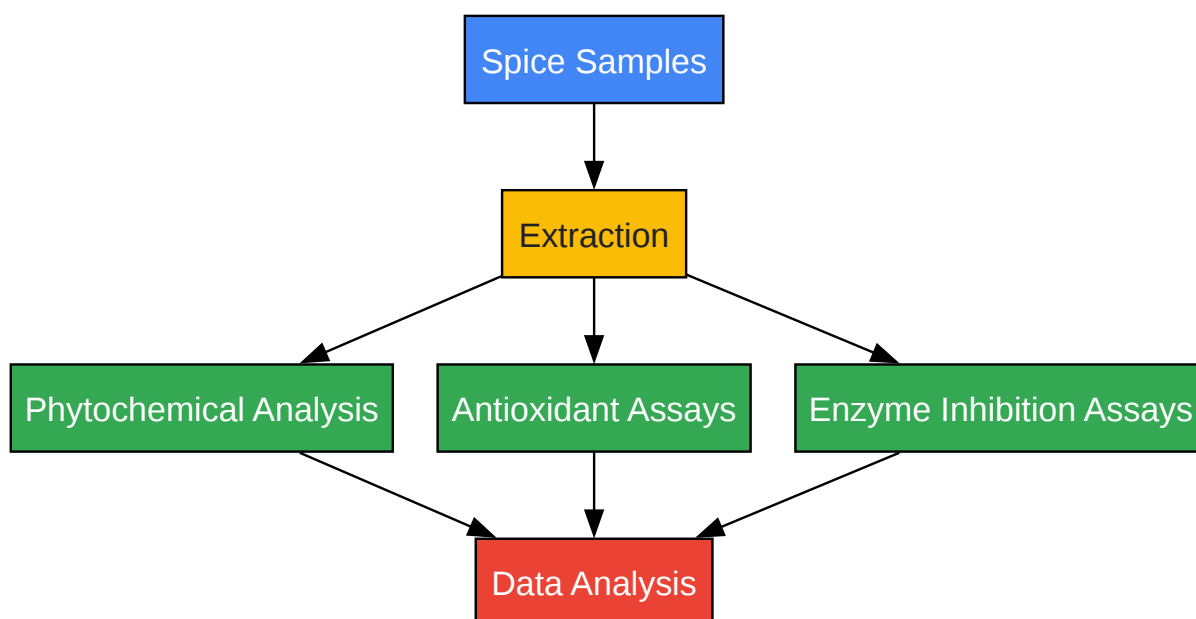 Spice Samples
Extraction
Phytochemical Analysis
Antioxidant Assays
Enzyme Inhibition Assays
Data Analysis